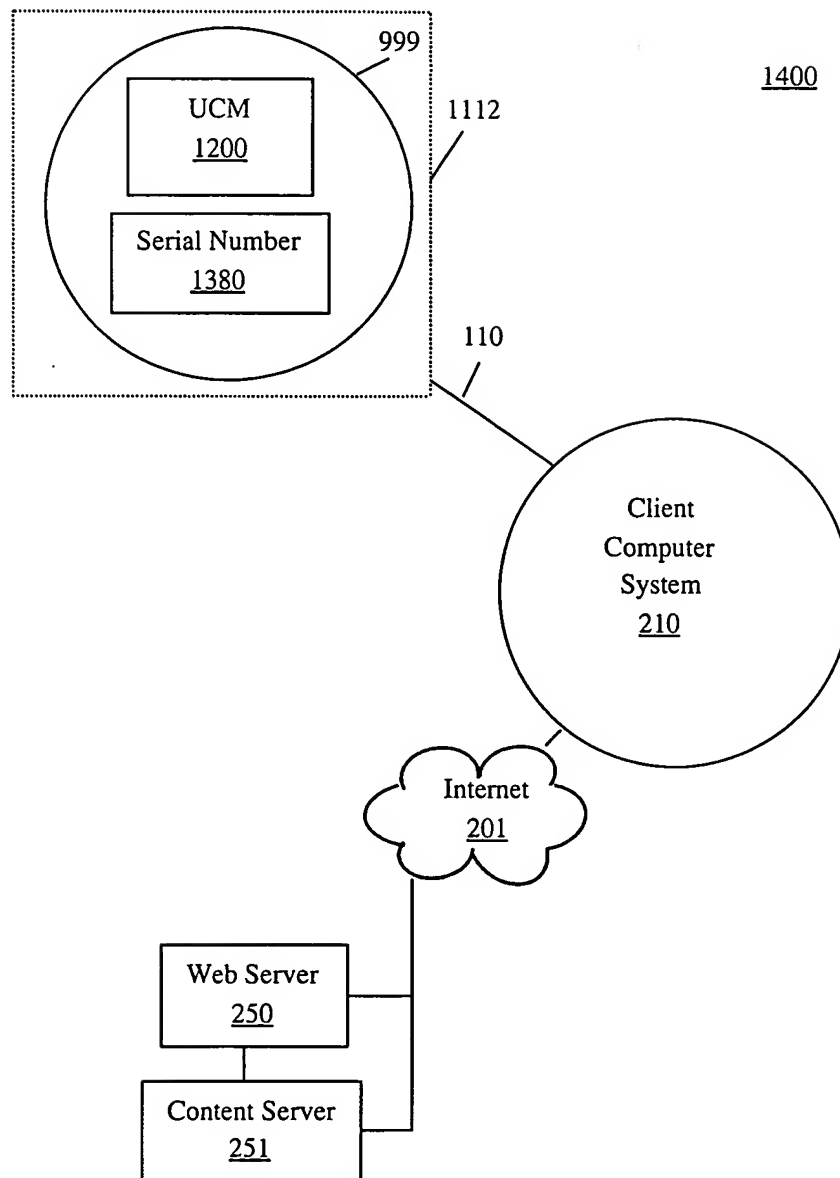 999
1400
UCM
1200
1112
Serial Number
1380
110
Client
Computer
System
210
Internet
201
Web Server
250
Content Server
251